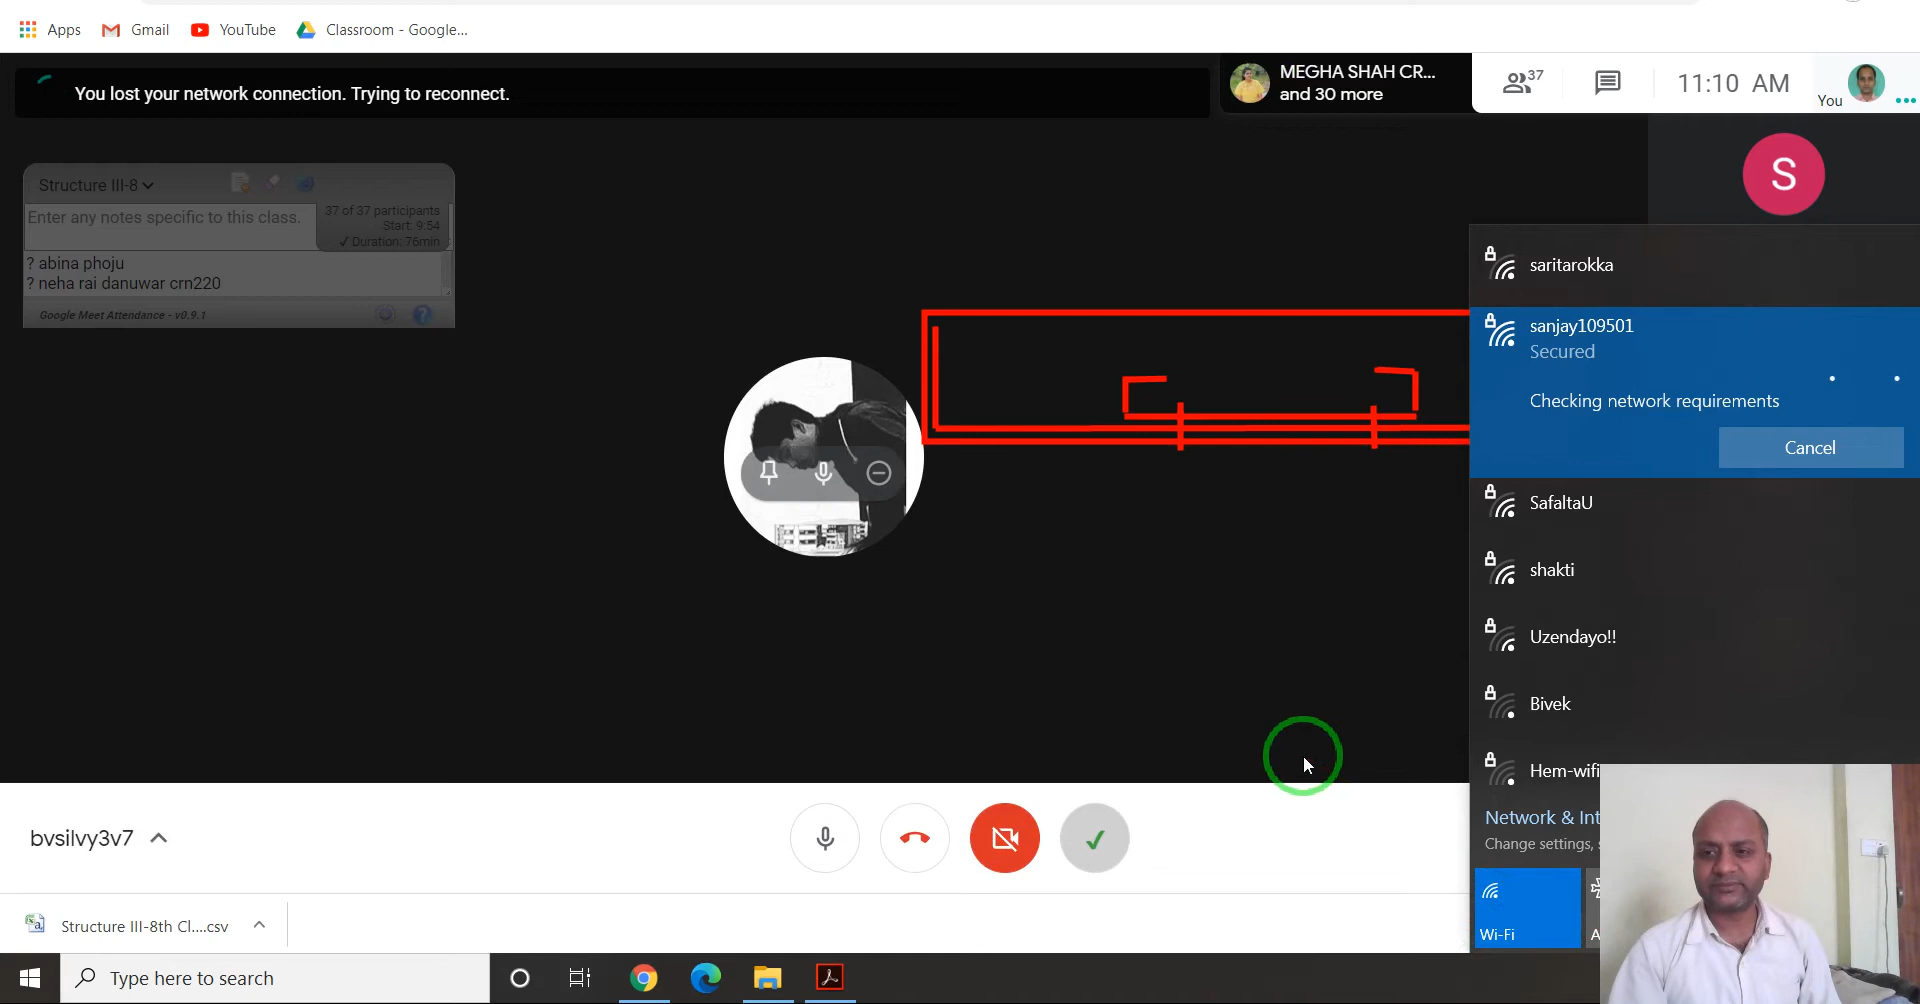 Apps Gmail YouTube Classroom - Google...
You lost your network connection. Trying to reconnect.
MEGHA SHAH CR...
and 30 more
37
11:10 AM
You
S
Structure III-8
Enter any notes specific to this class.
37 of 37 participants
Start: 9:54
✓ Duration: 76min
? abina phoju
? neha rai danuwar crn220
Google Meet Attendance - v0.9.1
?
saritarokka
sanjay109501
Secured
Checking network requirements
Cancel
SafaltaU
shakti
Uzendayo!!
Bivek
Hem-wifi
Network & Int
Change settings, s
Wi-Fi
A
bvsilvy3v7
Structure III-8th Cl....csv
Type here to search